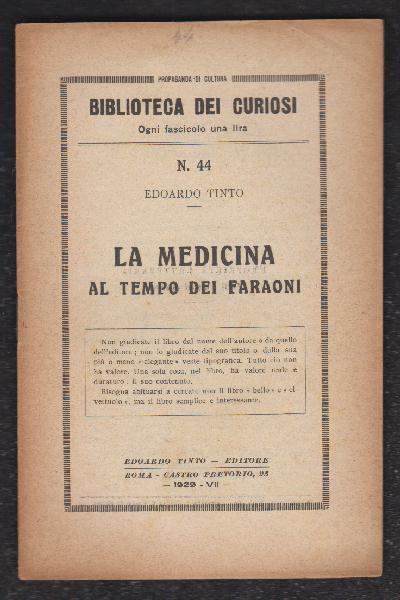 44
PROPAGANDA DI CULTURA
BIBLIOTECA DEI CURIOSI
Ogni fascicolo una lira
N. 44
EDOARDO TINTO
LA MEDICINA
AL TEMPO DEI FARAONI
Non giudicate il libro dal nome dell'autore o da quello
dell'editore; non lo giudicate dal suo titolo o dalla sua
più o meno «elegante» veste tipografica. Tutto ciò non
ha valore. Una sola cosa, nel libro, ha valore reale e
duraturo: il suo contenuto.
Bisogna abituarsi a cercare non il libro «bello» e «el-
vestuolo», ma il libro semplice e interessante.
EDOARDO TINTO — EDITORE
ROMA - CASTRO PRETORIO, 25
— 1929 - VII —